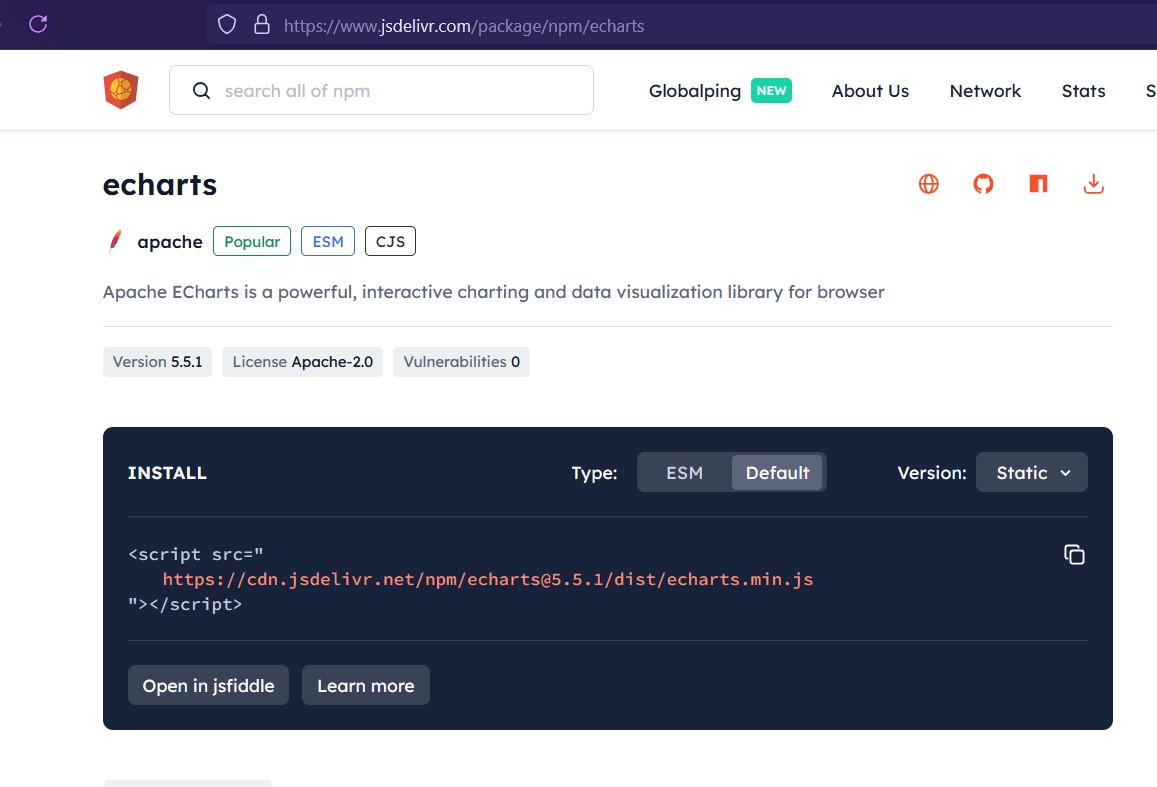 https://www.jsdelivr.com/package/npm/echarts
search all of npm
Globalping NEW About Us Network Stats S
echarts
apache Popular ESM CJS
Apache ECharts is a powerful, interactive charting and data visualization library for browser
Version 5.5.1 License Apache-2.0 Vulnerabilities 0
INSTALL Type: ESM Default Version: Static
<script src="
https://cdn.jsdelivr.net/npm/echarts@5.5.1/dist/echarts.min.js
"></script>
Open in jsfiddle Learn more